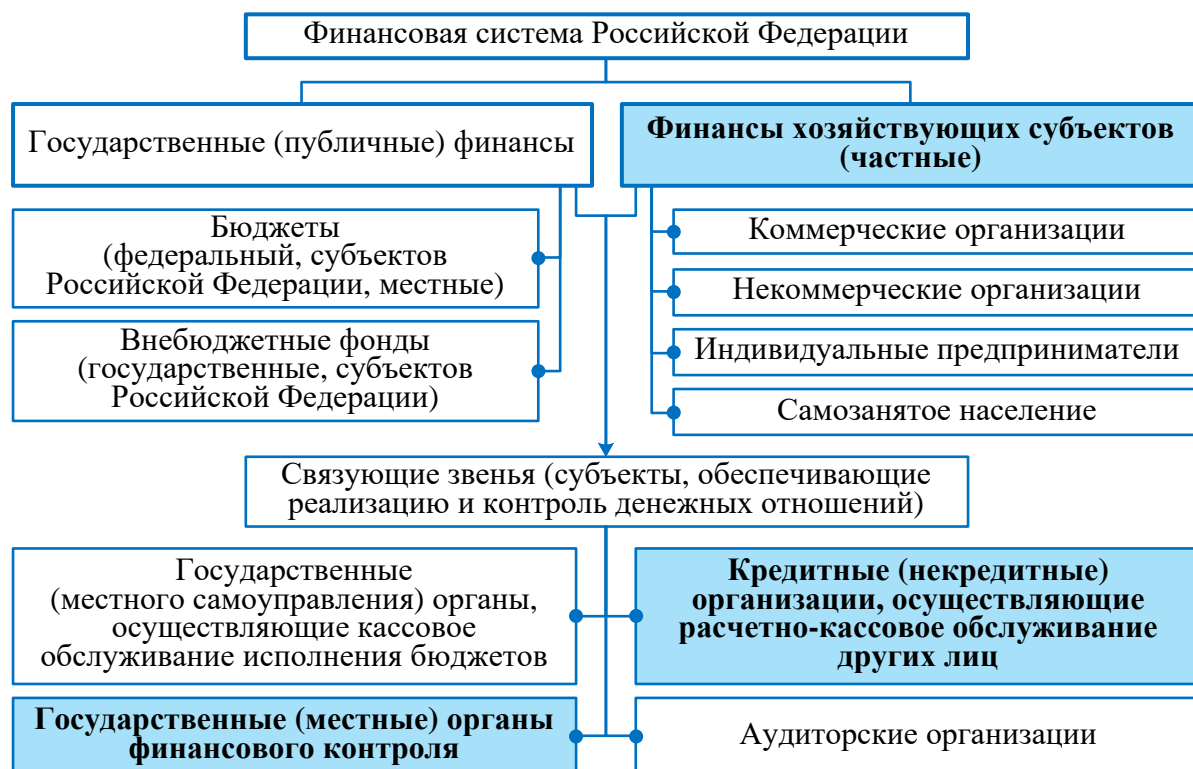 Финансовая система Российской Федерации
Государственные (публичные) финансы
Финансы хозяйствующих субъектов
(частные)
Бюджеты
(федеральный, субъектов
Российской Федерации, местные)
Внебюджетные фонды
(государственные, субъектов
Российской Федерации)
Коммерческие организации
Некоммерческие организации
Индивидуальные предприниматели
Самозанятое население
Связующие звенья (субъекты, обеспечивающие
реализацию и контроль денежных отношений)
Государственные
(местного самоуправления) органы,
осуществляющие кассовое
обслуживание исполнения бюджетов
Кредитные (некредитные)
организации, осуществляющие
расчетно-кассовое обслуживание
других лиц
Государственные (местные) органы
финансового контроля
Аудиторские организации